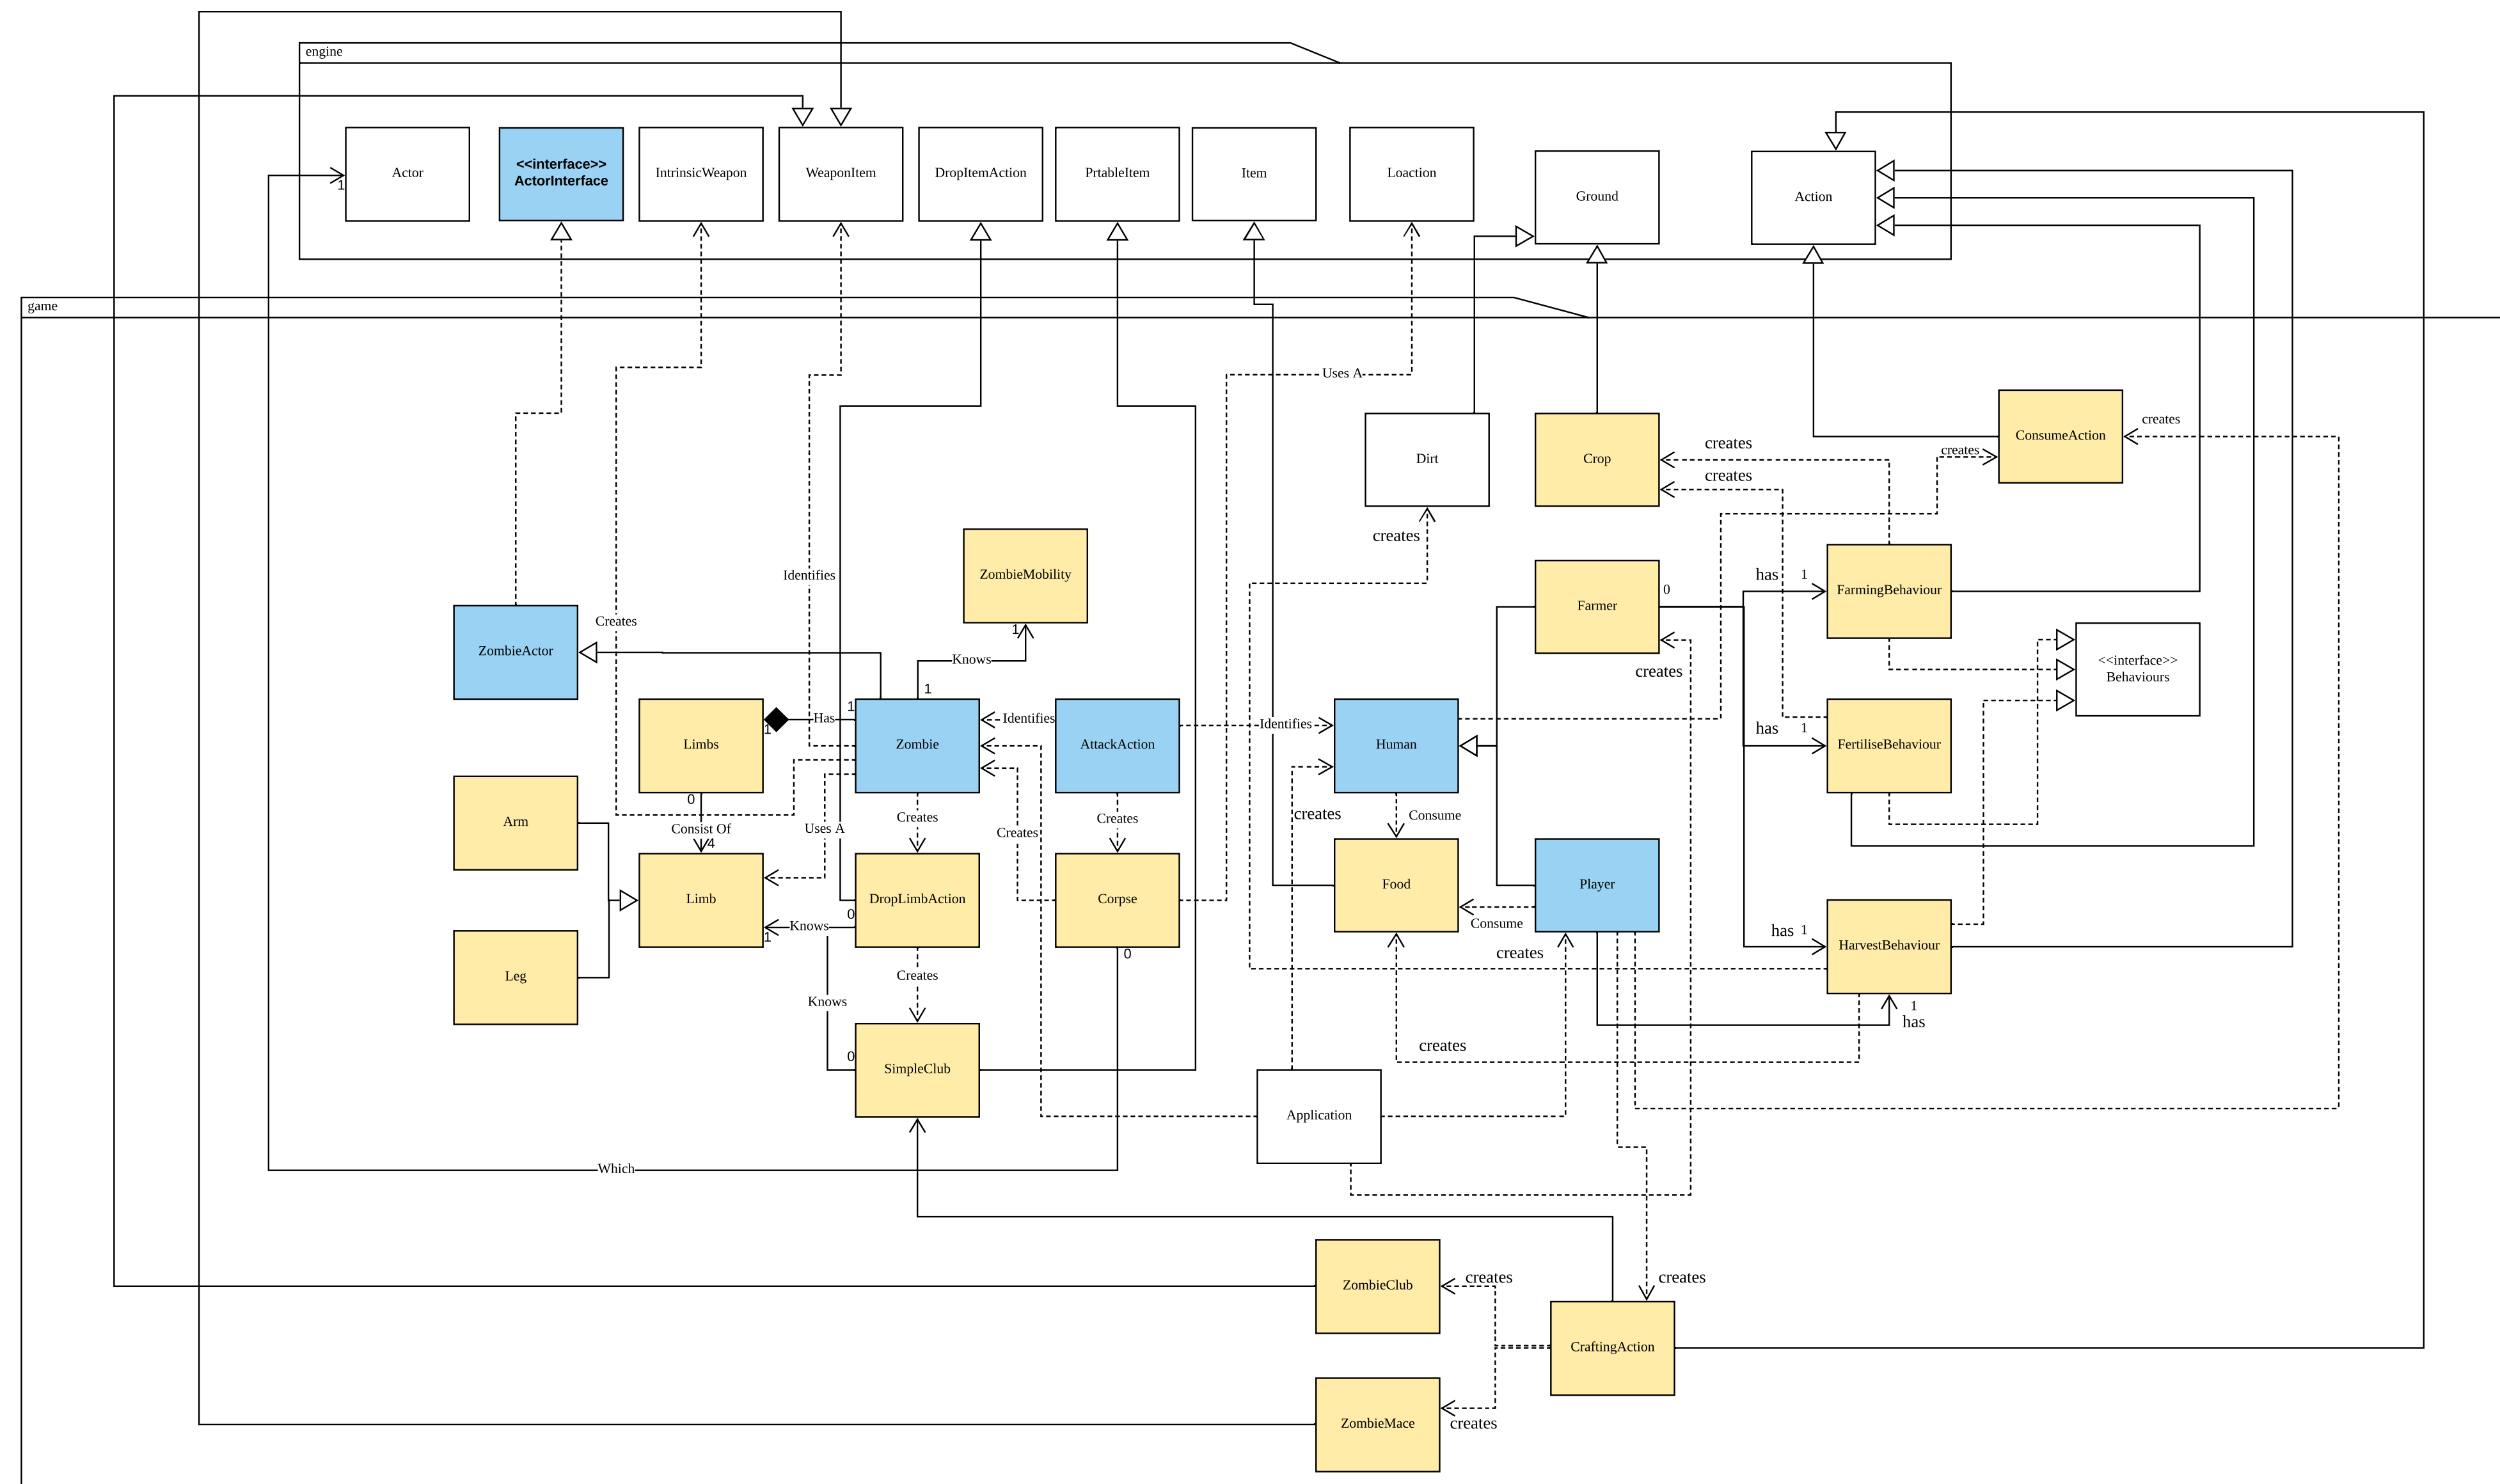 engine
Actor
<<interface>>
ActorInterface
IntrinsicWeapon
WeaponItem
DropItemAction
PrtableItem
Item
Loaction
Ground
Action
1
game
Uses A
Dirt
Crop
creates
creates
ConsumeAction
creates
creates
creates
Identifies
ZombieMobility
1
Creates
ZombieActor
Knows
1
Farmer
0
creates
has
1
FarmingBehaviour
<<interface>>
Behaviours
Limbs
1
Has
1
Zombie
Identifies
AttackAction
Identifies
Human
has
1
FertiliseBehaviour
0
Consist Of
4
Arm
Uses A
Creates
Creates
Creates
creates
Consume
Limb
DropLimbAction
Corpse
Food
Player
Knows
0
1
0
Consume
creates
has
1
HarvestBehaviour
Leg
Creates
Knows
0
SimpleClub
creates
1
has
Application
Which
ZombieClub
creates
creates
CraftingAction
ZombieMace
creates